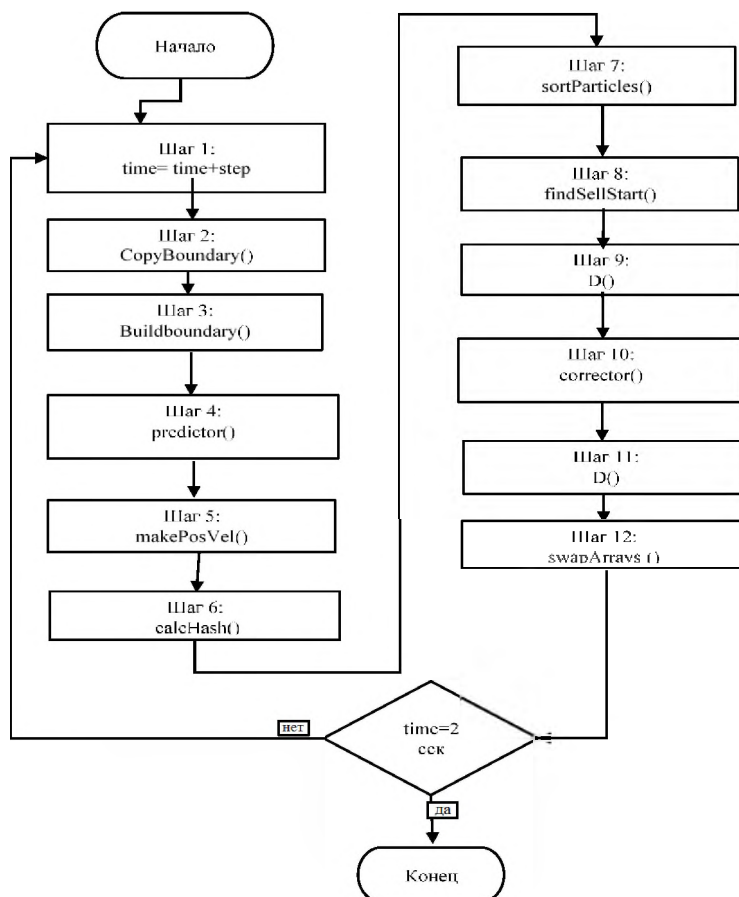 Начало
Шаг 1:
time= time+step
Шаг 2:
CopyBoundary()
Шаг 3:
Buildboundary()
Шаг 4:
predictor()
Шаг 5:
makePosVel()
Шаг 6:
calcHash()
Шаг 7:
sortParticles()
Шаг 8:
findSellStart()
Шаг 9:
D()
Шаг 10:
corrector()
Шаг 11:
D()
Шаг 12:
swapArrays ()
time=2
сек
нет
да
Конец